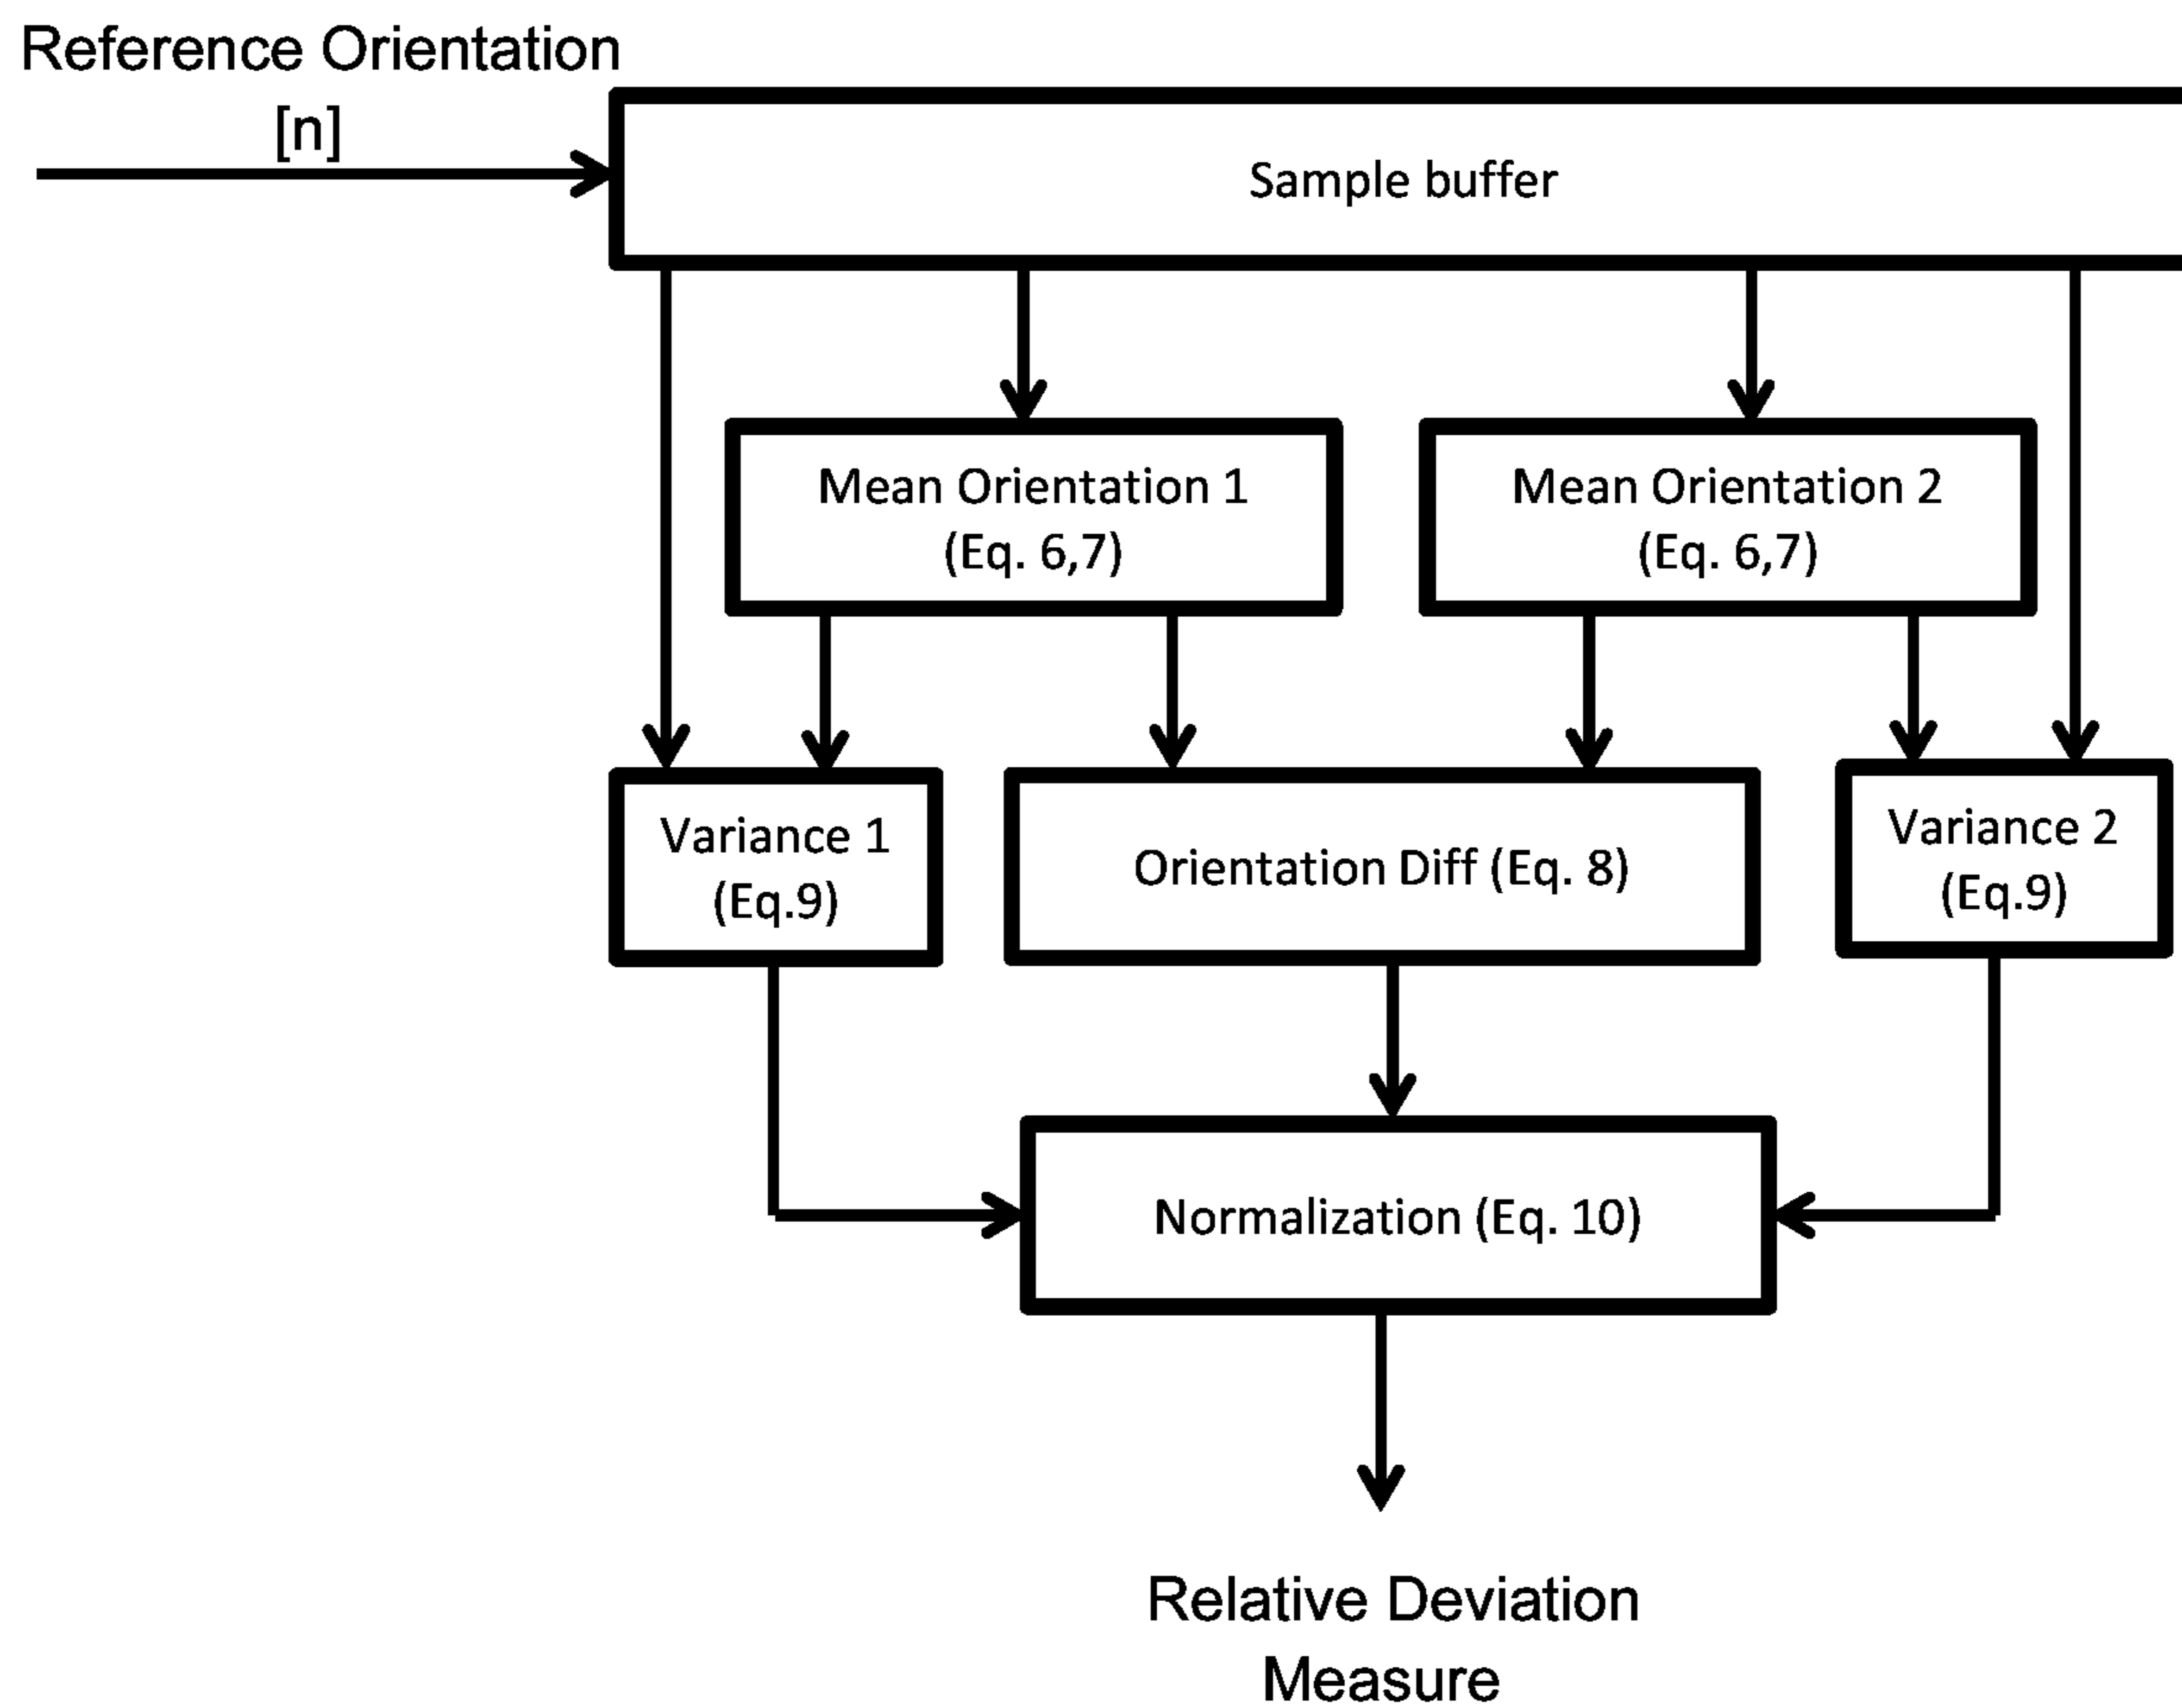 Reference Orientation
[n]
Sample buffer
Mean Orientation 1
(Eq. 6,7)
Mean Orientation 2
(Eq. 6,7)
Variance 1
(Eq.9)
Orientation Diff (Eq. 8)
Variance 2
(Eq.9)
Normalization (Eq. 10)
Relative Deviation
Measure